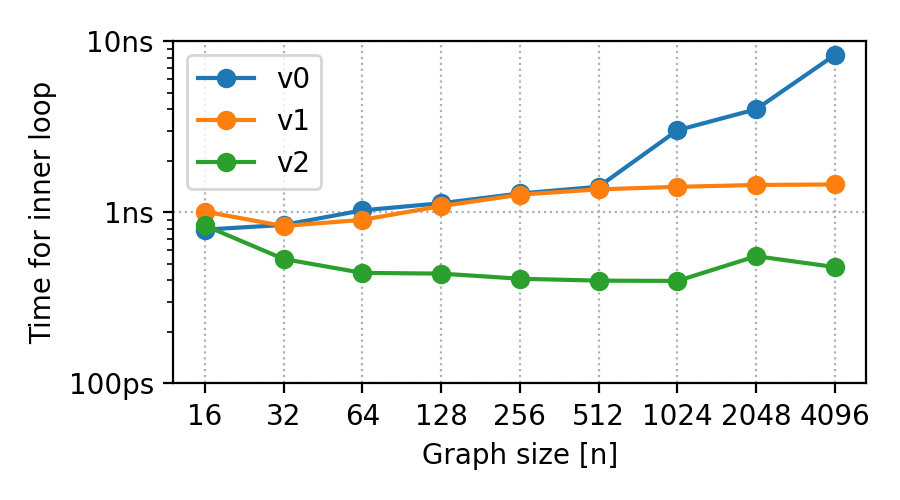 10ns
1ns
100ps
Time for inner loop
v0
v1
v2
16 32 64 128 256 512 1024 2048 4096
Graph size [n]